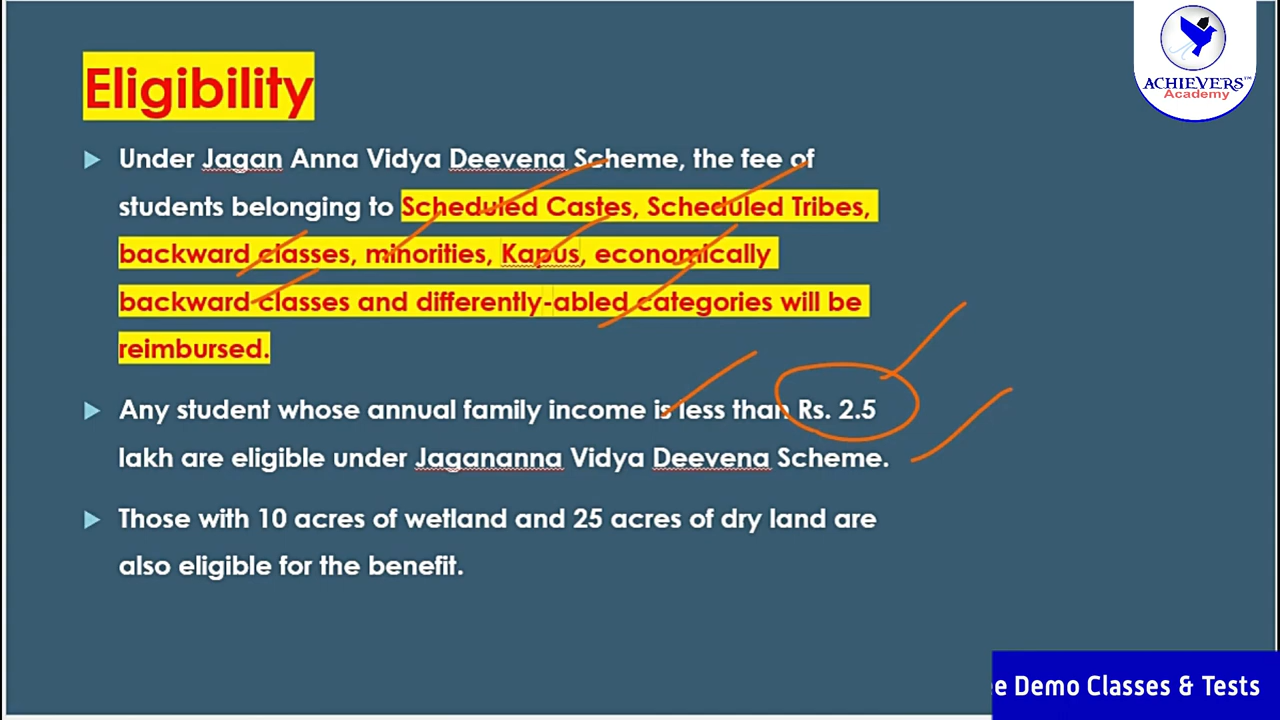 Eligibility
Under Jagan Anna Vidya Deevena Scheme, the fee of
students belonging to Scheduled Castes, Scheduled Tribes,
backward classes, minorities, Kapus, economically
backward classes and differently-abled categories will be
reimbursed.
Any student whose annual family income is less than Rs. 2.5
lakh are eligible under Jagananna Vidya Deevena Scheme.
Those with 10 acres of wetland and 25 acres of dry land are
also eligible for the benefit.
ACHIEVERS™
Academy
e Demo Classes & Tests